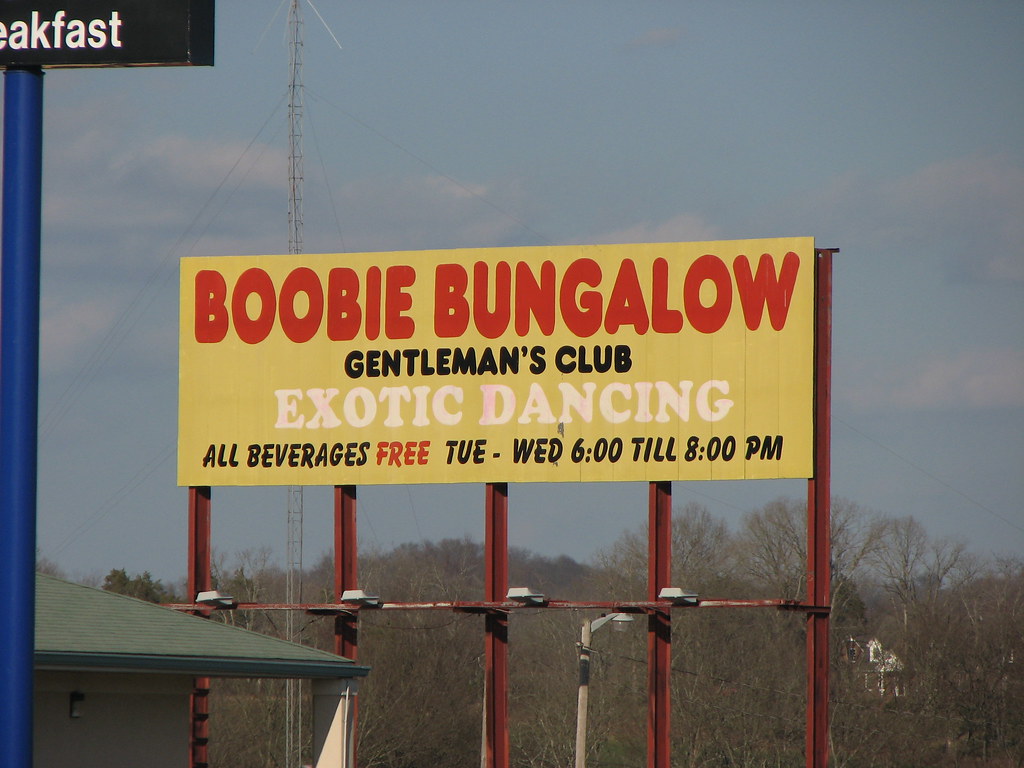 eakfast
BOOBIE BUNGALOW
GENTLEMAN'S CLUB
EXOTIC DANCING
ALL BEVERAGES FREE TUE - WED 6:00 TILL 8:00 PM